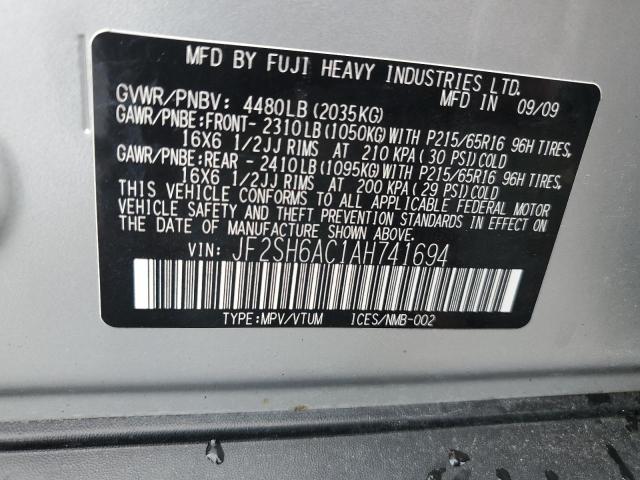 MFD BY FUJI HEAVY INDUSTRIES LTD.
MFD IN 09/09
GVWR/PNBV: 4480LB (2035KG)
GAWR/PNBE:FRONT- 2310LB (1050KG) WITH P215/65R16 96H TIRES,
16X6 1/2JJ RIMS AT 210 KPA (30 PSI) COLD
GAWR/PNBE:REAR - 2410LB (1095KG) WITH P215/65R16 96H TIRES,
16X6 1/2JJ RIMS AT 200 KPA (29 PSI) COLD
THIS VEHICLE CONFORMS TO ALL APPLICABLE FEDERAL MOTOR
VEHICLE SAFETY AND THEFT PREVENTION STANDARDS IN EFFECT ON
THE DATE OF MANUFACTURE SHOWN ABOVE.
VIN: JF2SH6AC1AH741694
TYPE:MPV/VTUM ICES/NMB-002